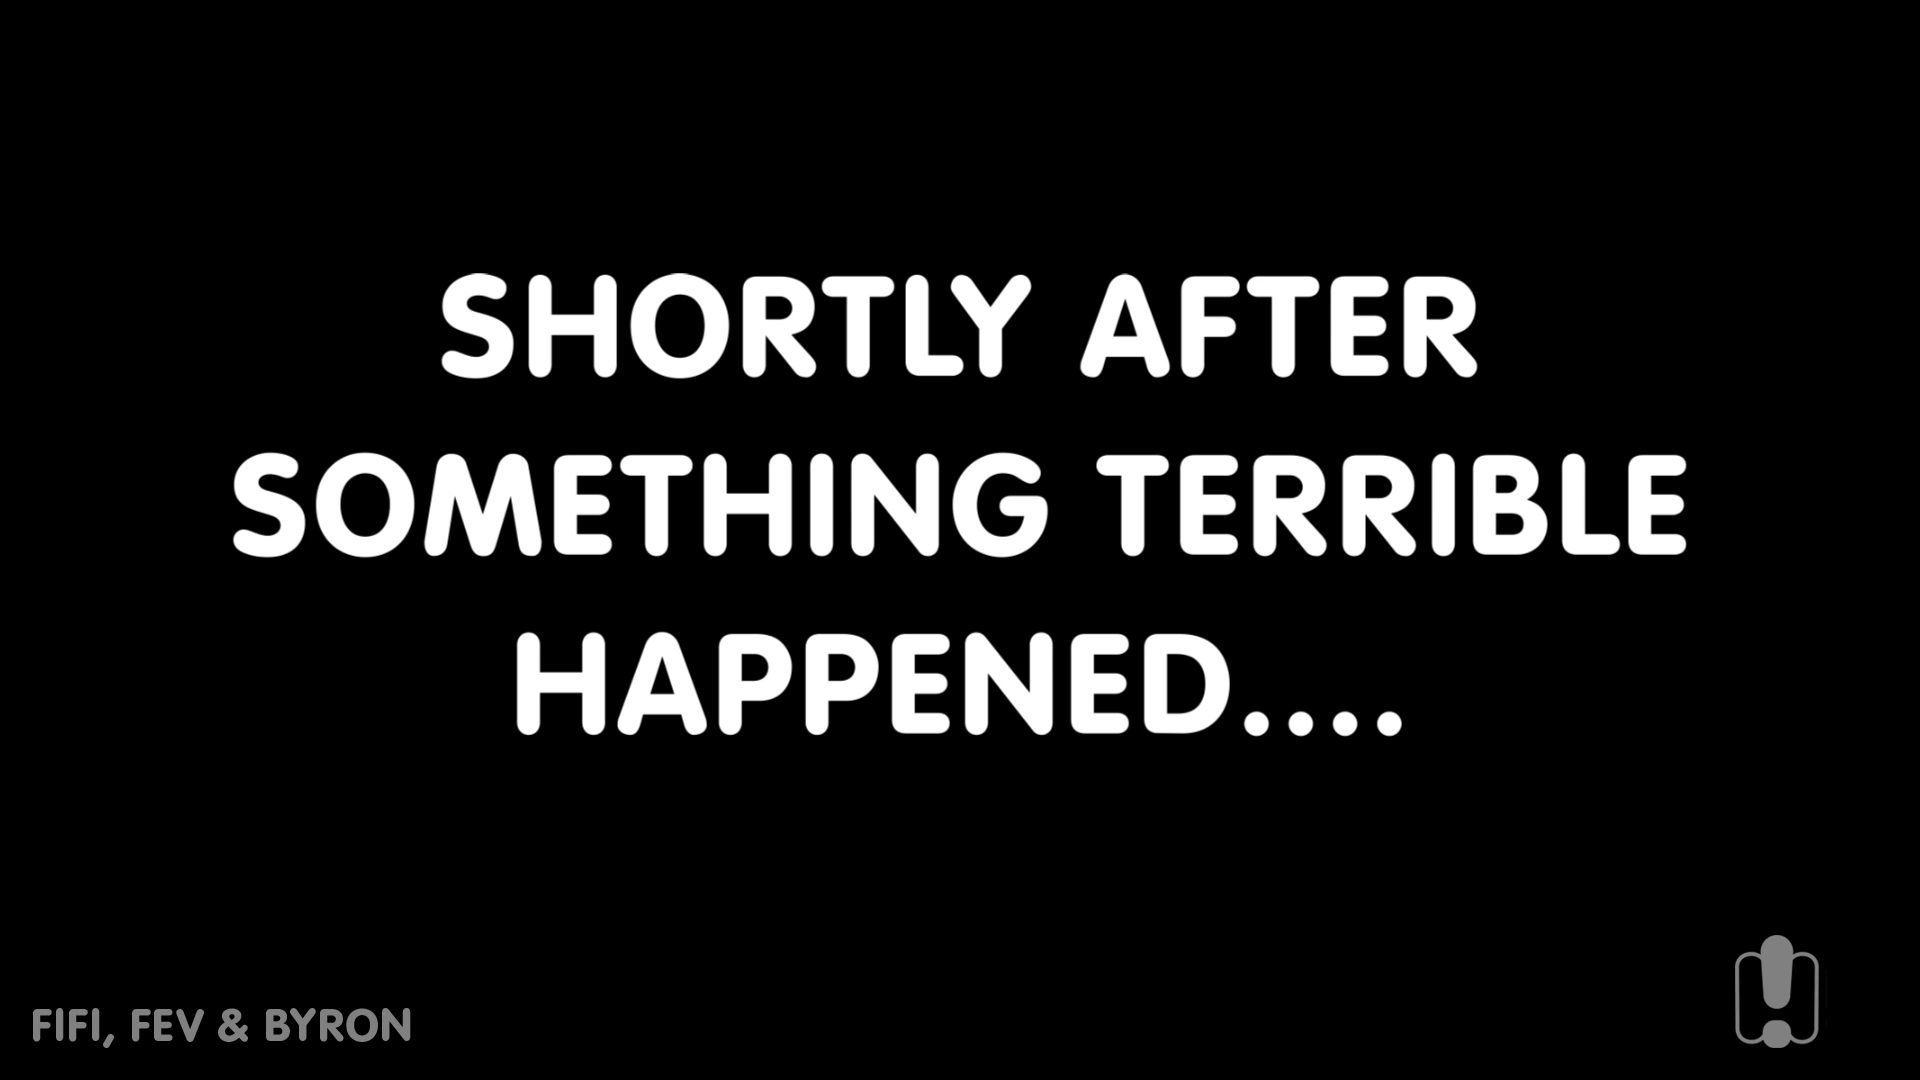 SHORTLY AFTER
SOMETHING TERRIBLE
HAPPENED....
FIFI, FEV & BYRON